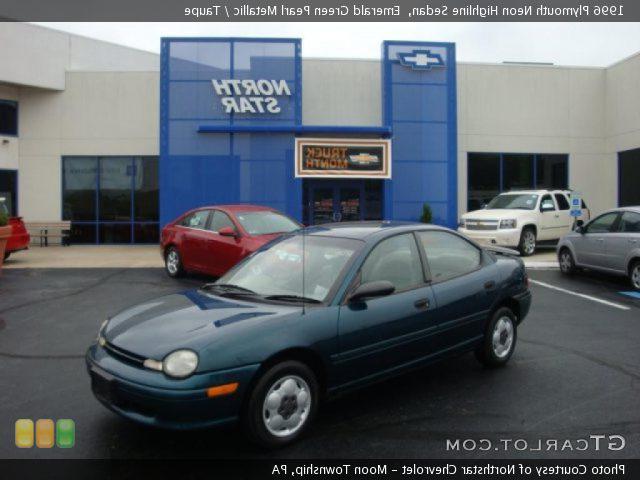 1996 Plymouth Neon Highline Sedan,  Emerald Green Pearl Metallic / Taupe
NORTH
STAR
TRUCK
MONTH
GTCARLOT.COM
Photo Courtesy of Northstar Chevrolet - Moon Township, PA,